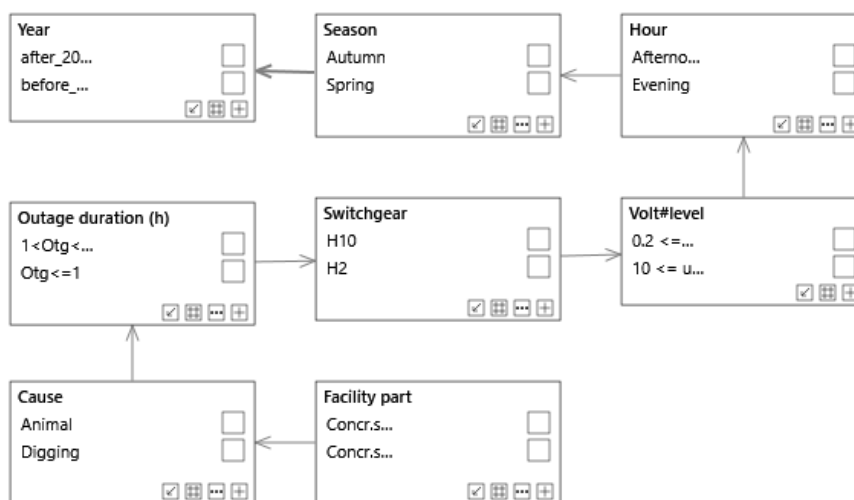 Year
after_20...
before_...
Season
Autumn
Spring
Hour
Afterno...
Evening
Outage duration (h)
1<Otg<...
Otg<=1
Switchgear
H10
H2
Volt#level
0.2 <=...
10 <= u...
Cause
Animal
Digging
Facility part
Concr.s...
Concr.s...